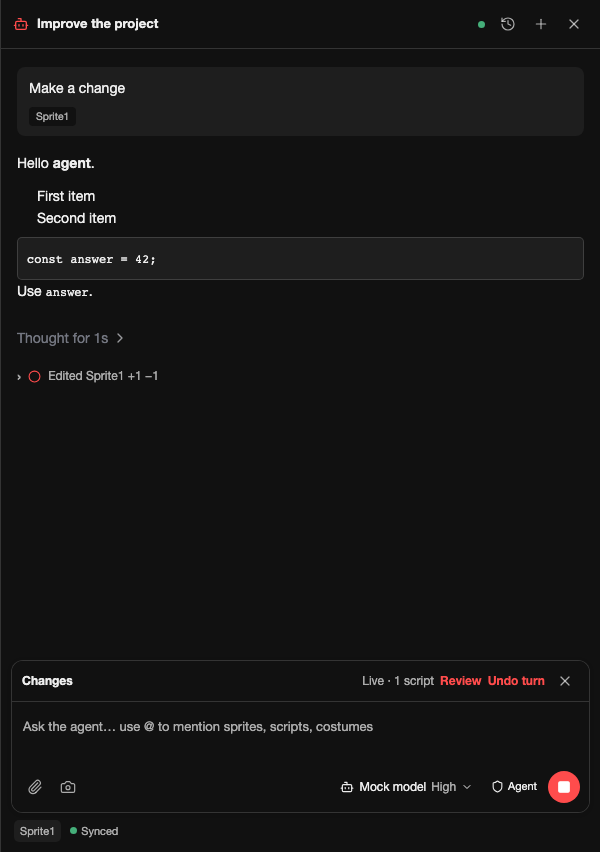 Improve the project
Make a change
Sprite1
Hello agent.
First item
Second item
const answer = 42;
Use answer.
Thought for 1s
Edited Sprite1 +1 −1
Changes
Live · 1 script Review Undo turn
Ask the agent… use @ to mention sprites, scripts, costumes
Mock model High
Agent
Sprite1
Synced